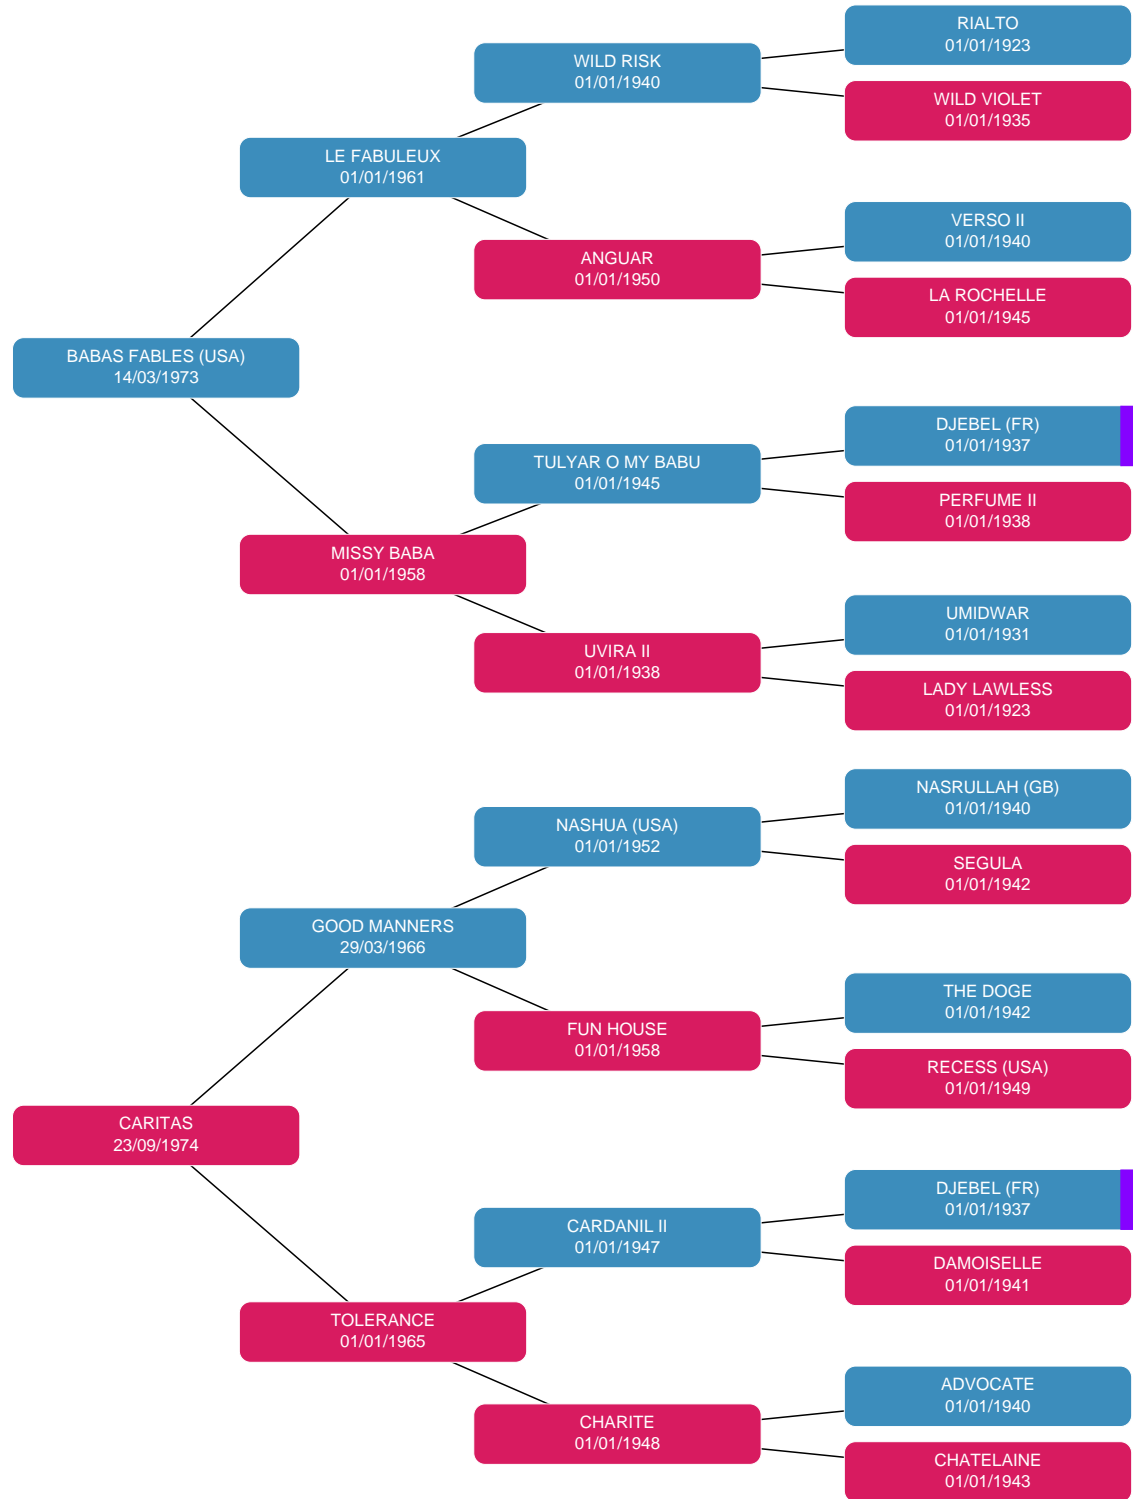 RIALTO
01/01/1923
WILD RISK
01/01/1940
WILD VIOLET
01/01/1935
LE FABULEUX
01/01/1961
VERSO II
01/01/1940
ANGUAR
01/01/1950
LA ROCHELLE
01/01/1945
BABAS FABLES (USA)
14/03/1973
DJEBEL (FR)
01/01/1937
TULYAR O MY BABU
01/01/1945
PERFUME II
01/01/1938
MISSY BABA
01/01/1958
UMIDWAR
01/01/1931
UVIRA II
01/01/1938
LADY LAWLESS
01/01/1923
NASRULLAH (GB)
01/01/1940
NASHUA (USA)
01/01/1952
SEGULA
01/01/1942
GOOD MANNERS
29/03/1966
THE DOGE
01/01/1942
FUN HOUSE
01/01/1958
RECESS (USA)
01/01/1949
CARITAS
23/09/1974
DJEBEL (FR)
01/01/1937
CARDANIL II
01/01/1947
DAMOISELLE
01/01/1941
TOLERANCE
01/01/1965
ADVOCATE
01/01/1940
CHARITE
01/01/1948
CHATELAINE
01/01/1943